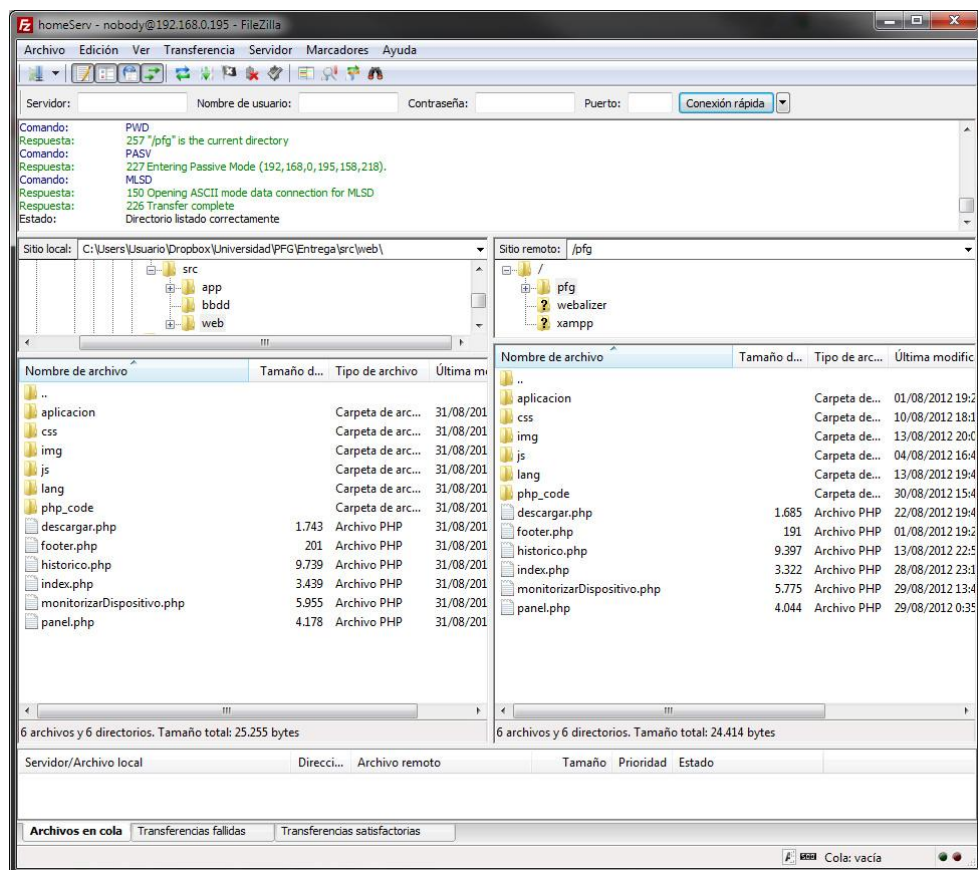 homeServ - nobody@192.168.0.195 - FileZilla
Archivo Edición Ver Transferencia Servidor Marcadores Ayuda
Servidor: Nombre de usuario: Contraseña: Puerto: Conexión rápida
Comando: PWD
Respuesta: 257 "/pfg" is the current directory
Comando: PASV
Respuesta: 227 Entering Passive Mode (192,168,0,195,158,218).
Comando: MLSD
Respuesta: 150 Opening ASCII mode data connection for MLSD
Respuesta: 226 Transfer complete
Estado: Directorio listado correctamente
Sitio local: C:\Users\Usuario\Dropbox\Universidad\PFG\Entrega\src\web\
src
app
bbdd
web
Nombre de archivo Tamaño d... Tipo de archivo Última m
..
aplicacion Carpeta de arc... 31/08/201
css Carpeta de arc... 31/08/201
img Carpeta de arc... 31/08/201
js Carpeta de arc... 31/08/201
lang Carpeta de arc... 31/08/201
php_code Carpeta de arc... 31/08/201
descargar.php 1.743 Archivo PHP 31/08/201
footer.php 201 Archivo PHP 31/08/201
historico.php 9.739 Archivo PHP 31/08/201
index.php 3.439 Archivo PHP 31/08/201
monitorizarDispositivo.php 5.955 Archivo PHP 31/08/201
panel.php 4.178 Archivo PHP 31/08/201
6 archivos y 6 directorios. Tamaño total: 25.255 bytes
Sitio remoto: /pfg
/
pfg
webalizer
xampp
Nombre de archivo Tamaño d... Tipo de arc... Última modific
..
aplicacion Carpeta de... 01/08/2012 19:2
css Carpeta de... 10/08/2012 18:1
img Carpeta de... 13/08/2012 20:0
js Carpeta de... 04/08/2012 16:4
lang Carpeta de... 13/08/2012 19:4
php_code Carpeta de... 30/08/2012 15:4
descargar.php 1.685 Archivo PHP 22/08/2012 19:4
footer.php 191 Archivo PHP 01/08/2012 19:2
historico.php 9.397 Archivo PHP 13/08/2012 22:5
index.php 3.322 Archivo PHP 28/08/2012 23:1
monitorizarDispositivo.php 5.775 Archivo PHP 29/08/2012 13:4
panel.php 4.044 Archivo PHP 29/08/2012 0:35
6 archivos y 6 directorios. Tamaño total: 24.414 bytes
Servidor/Archivo local Direcci... Archivo remoto Tamaño Prioridad Estado
Archivos en cola Transferencias fallidas Transferencias satisfactorias
Cola: vacía